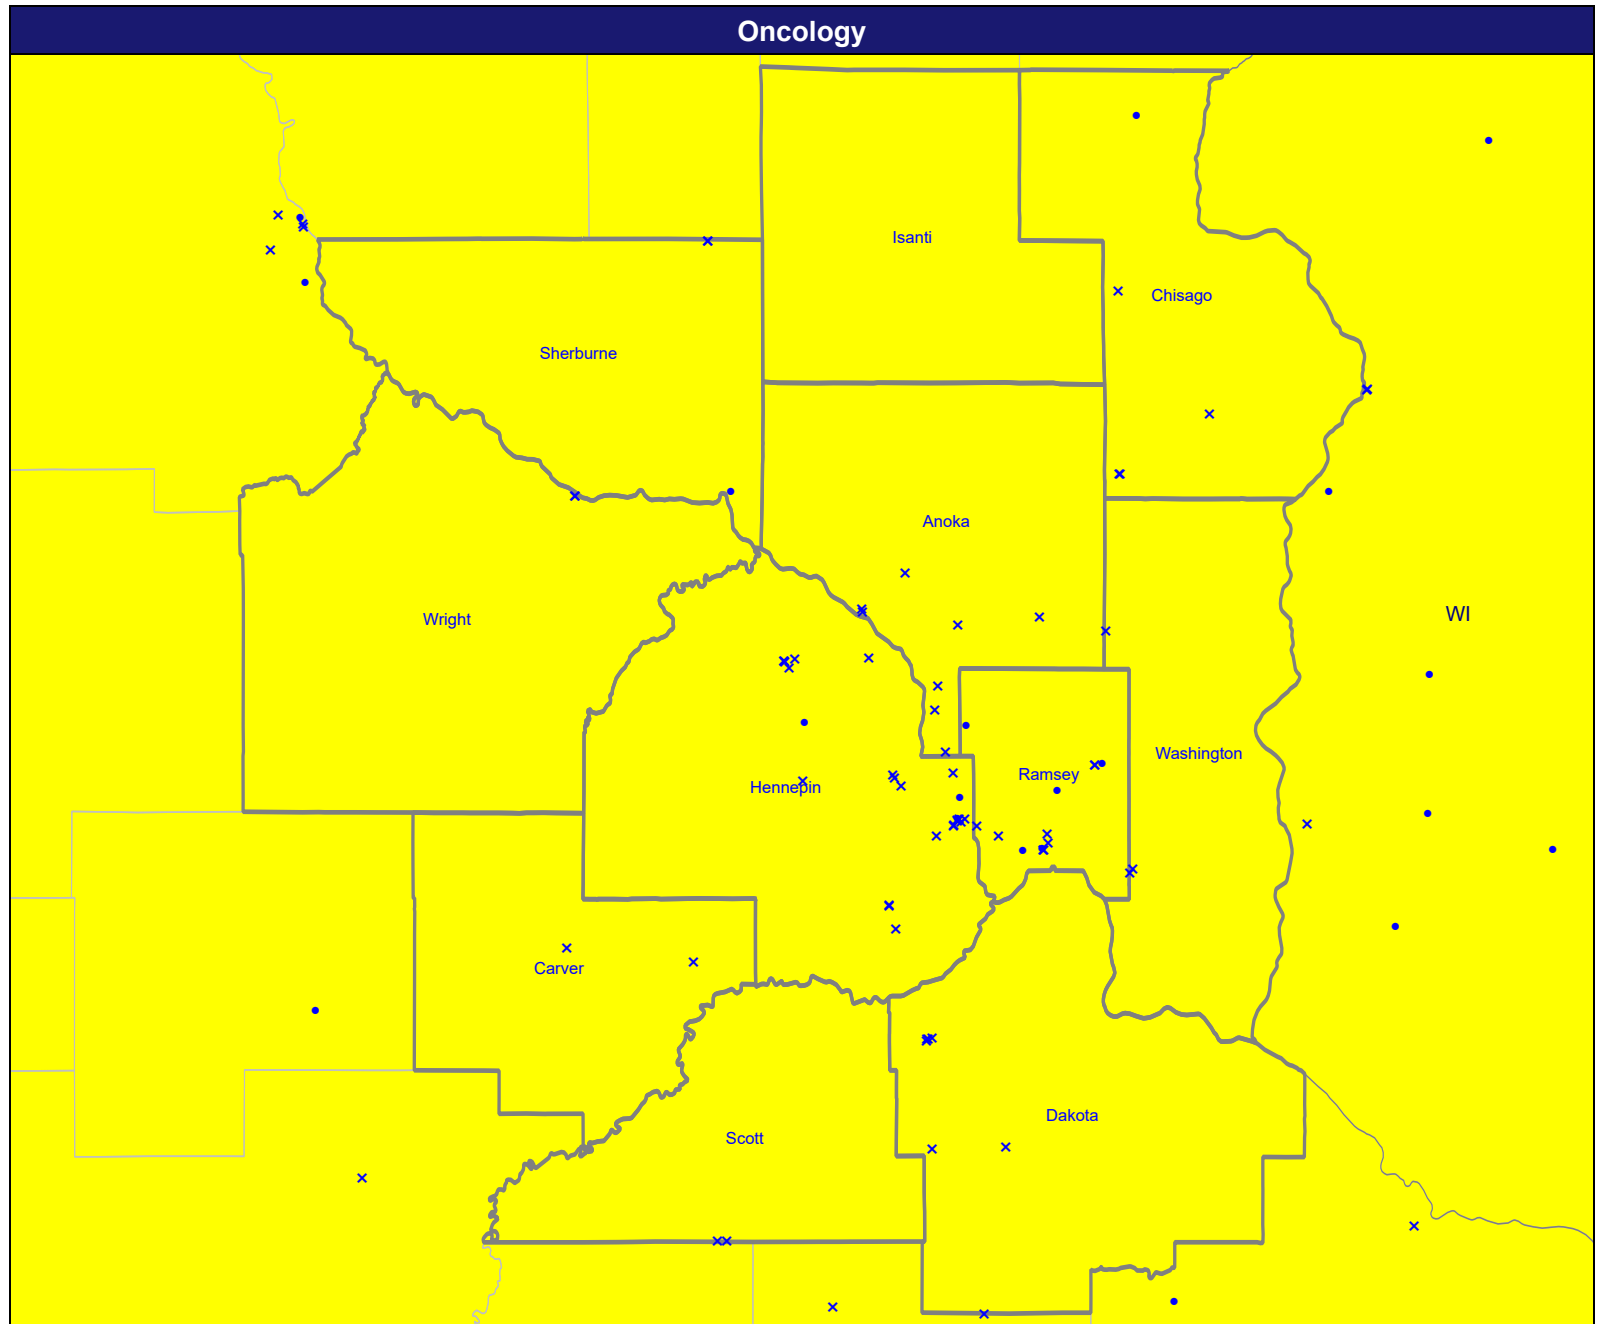 Oncology
Isanti
Chisago
Sherburne
Anoka
WI
Wright
Washington
Ramsey
Hennepin
Carver
Dakota
Scott